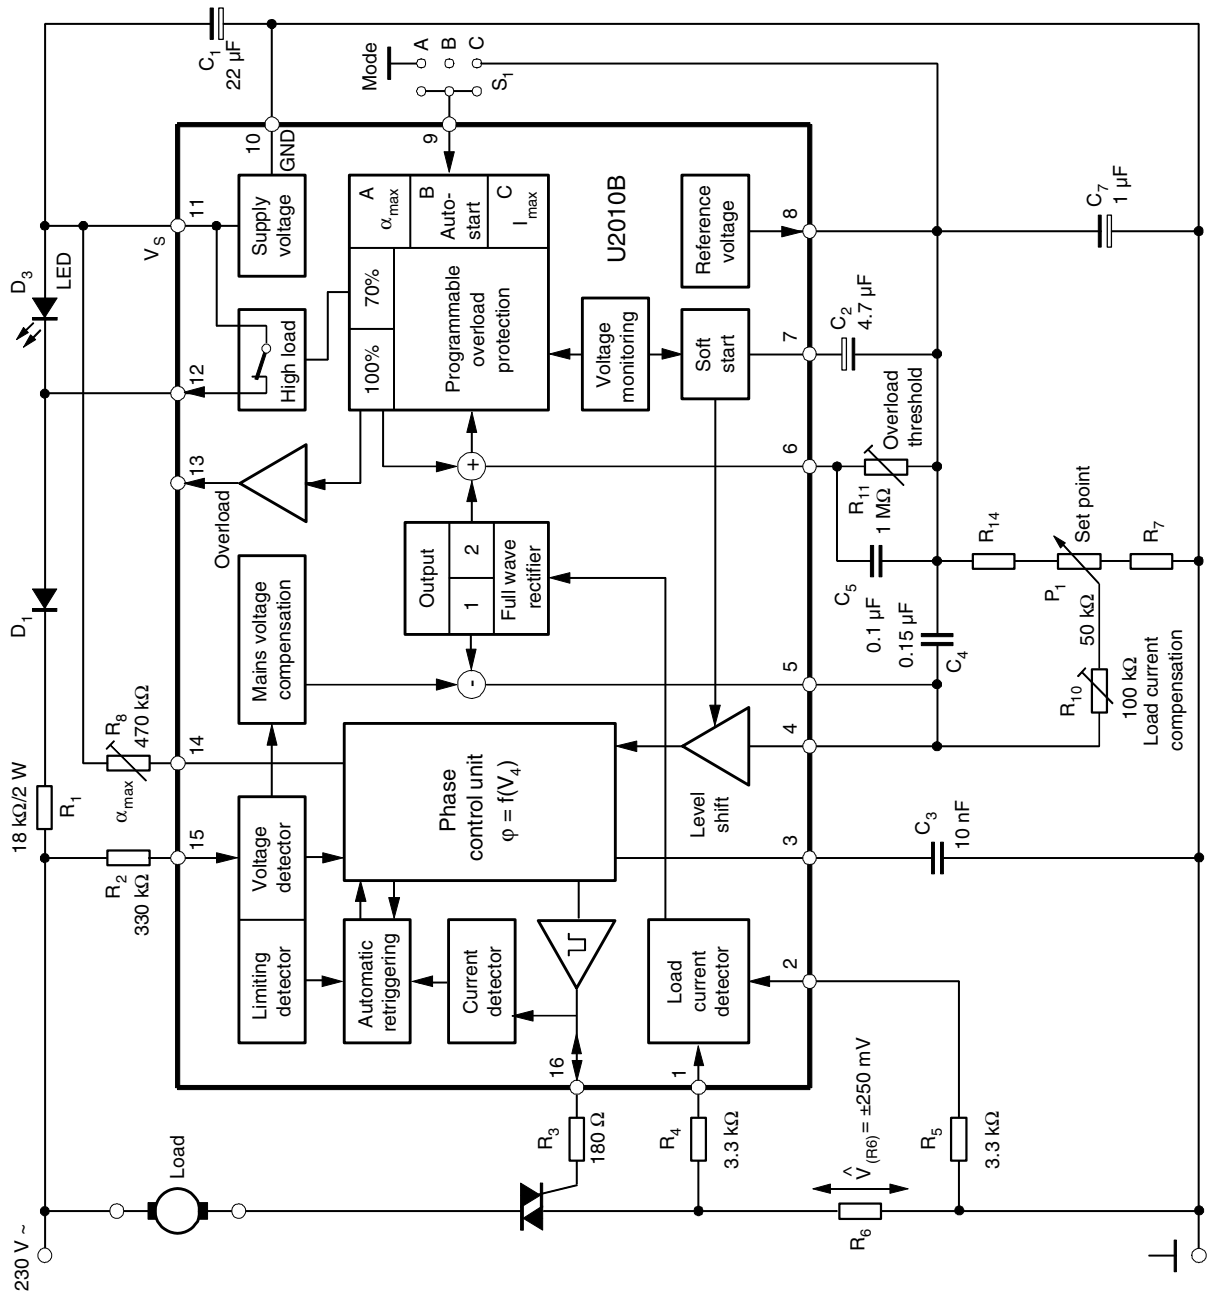 230 V ~
Load
18 kΩ/2 W
R1
D1
D3
LED
C1
22 μF
R2
330 kΩ
αmax
R8
470 kΩ
VS
15
14
13
12
11
10
GND
Limiting
detector
Voltage
detector
Mains voltage
compensation
Overload
High load
Supply
voltage
Automatic
retriggering
Phase
control unit
φ = f(V4)
100%
70%
A
αmax
B
Auto-
start
C
Imax
Programmable
overload
protection
9
Mode
A
B
C
S1
Current
detector
Output
1
2
Full wave
rectifier
-
+
16
R3
180 Ω
Voltage
monitoring
U2010B
Load
current
detector
Level
shift
Soft
start
Reference
voltage
1
2
3
4
5
6
7
8
R4
3.3 kΩ
^
V(R6) = ±250 mV
R6
R5
3.3 kΩ
C3
10 nF
R10
100 kΩ
Load current
compensation
C5
0.1 μF
0.15 μF
C4
R11
1 MΩ
Overload
threshold
C2
4.7 μF
R14
P1
50 kΩ
Set point
R7
C7
1 μF